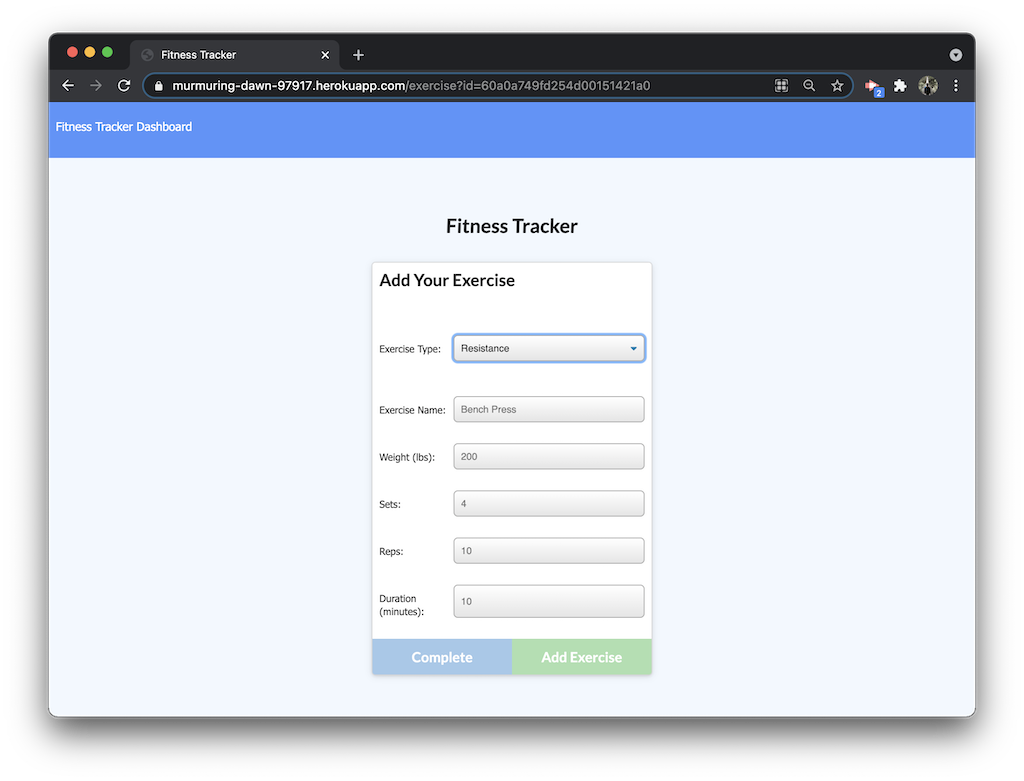 Fitness Tracker
murmuring-dawn-97917.herokuapp.com/exercise?id=60a0a749fd254d00151421a0
2
Fitness Tracker Dashboard
Fitness Tracker
Add Your Exercise
Exercise Type: Resistance
Exercise Name: Bench Press
Weight (lbs): 200
Sets: 4
Reps: 10
Duration
(minutes): 10
Complete Add Exercise